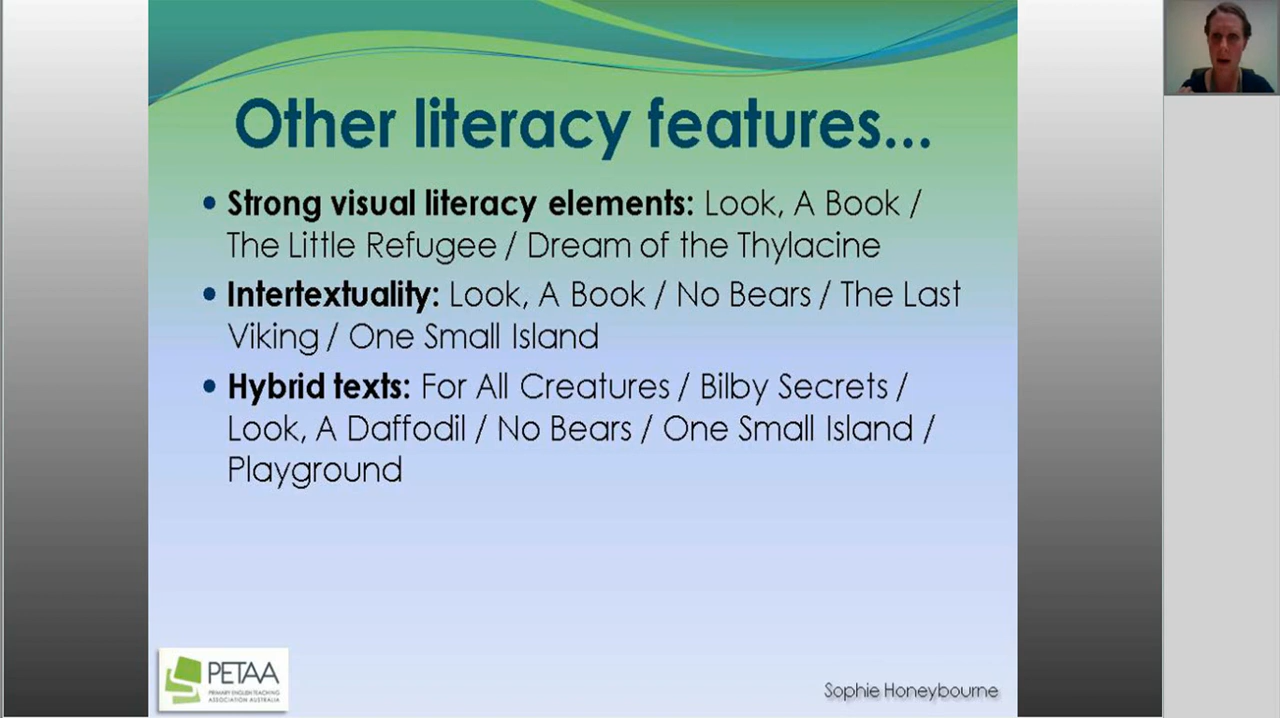 Other literacy features...
• Strong visual literacy elements: Look, A Book /
The Little Refugee / Dream of the Thylacine
• Intertextuality: Look, A Book / No Bears / The Last
Viking / One Small Island
• Hybrid texts: For All Creatures / Bilby Secrets /
Look, A Daffodil / No Bears / One Small Island /
Playground
PETAA
PRIMARY ENGLISH TEACHING
ASSOCIATION AUSTRALIA
Sophie Honeybourne